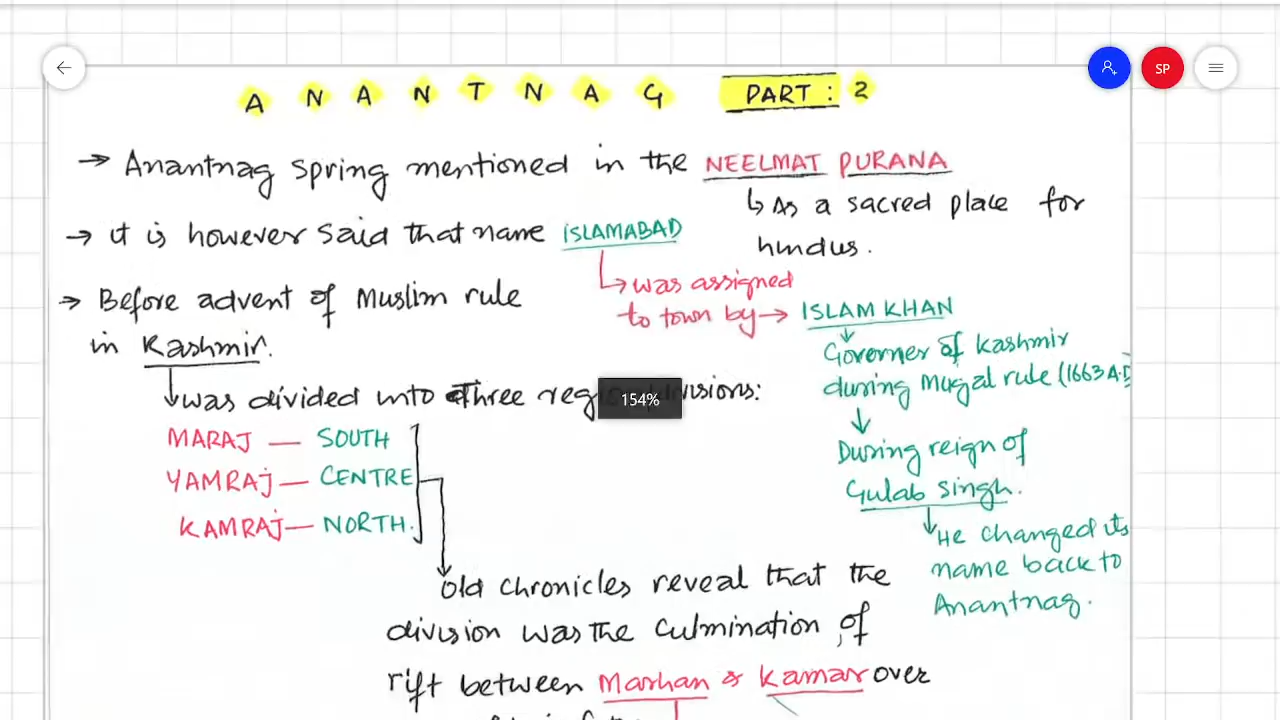 SP
ANANTNAG PART : 2
→ Anantnag spring mentioned in the NEELMAT PURANA
↳ As a sacred place for
hindus.
→ it is however said that name ISLAMABAD
↳ was assigned
to town by → ISLAM KHAN
Governer of kashmir
during mugal rule (1663 A.D
During reign of
Gulab singh.
He changed its
name back to
Anantnag.
→ Before advent of Muslim rule
in Kashmir.
was divided into Three
154%
MARAJ — SOUTH
YAMRAJ — CENTRE
KAMRAJ — NORTH.
old chronicles reveal that the
division was the culmination of
rift between Marhan & Kamar over